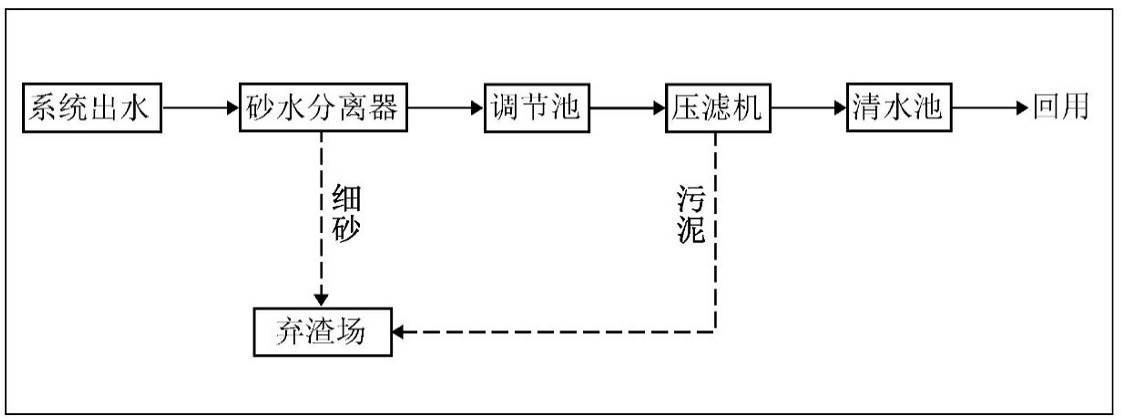 系统出水
砂水分离器
调节池
压滤机
清水池
回用
细砂
污泥
弃渣场